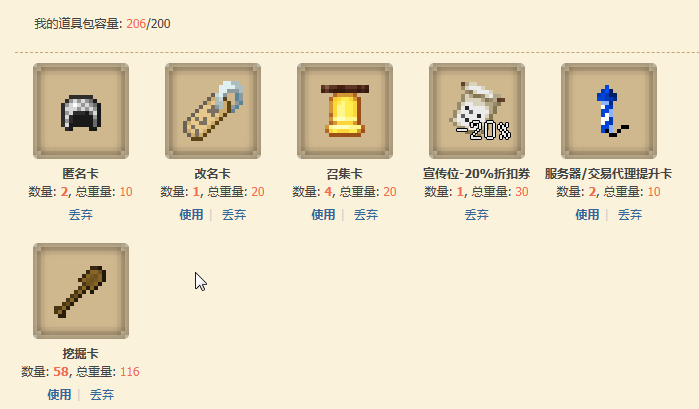 我的道具包容量: 206/200
-20%
匿名卡 改名卡 召集卡 宣传位-20%折扣券 服务器/交易代理提升卡
数量: 2, 总重量: 10 数量: 1, 总重量: 20 数量: 4, 总重量: 20 数量: 1, 总重量: 30 数量: 2, 总重量: 10
丢弃 使用 | 丢弃 使用 | 丢弃 丢弃 使用 | 丢弃
挖掘卡
数量: 58, 总重量: 116
使用 | 丢弃